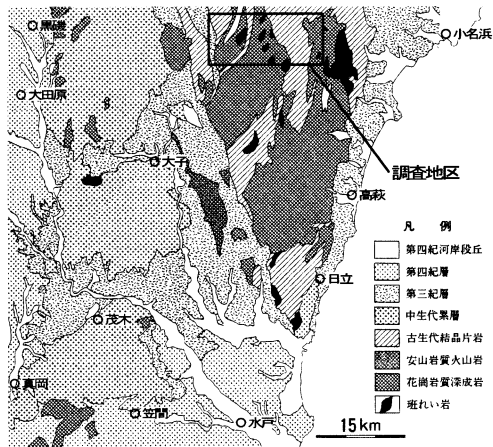 黒磯
小名浜
大田原
大子
調査地区
高萩
凡例
第四紀河岸段丘
第四紀層
日立
第三紀層
茂木
中生代累層
古生代結晶片岩
安山岩質火山岩
真岡
花崗岩質深成岩
笠間
水戸
15km
斑れい岩